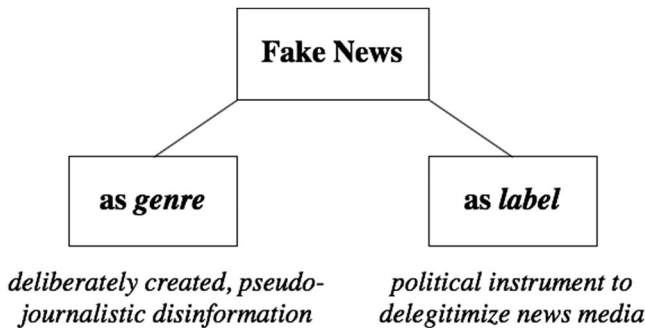 Fake News
as genre
as label
deliberately created, pseudo-
journalistic disinformation
political instrument to
delegitimize news media